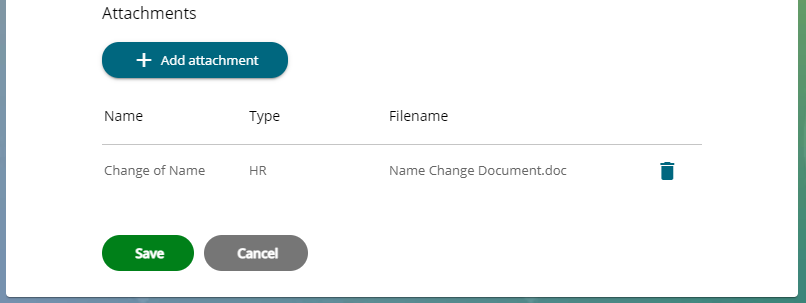 Attachments
Add attachment
Name Type Filename
Change of Name HR Name Change Document.doc
Save Cancel